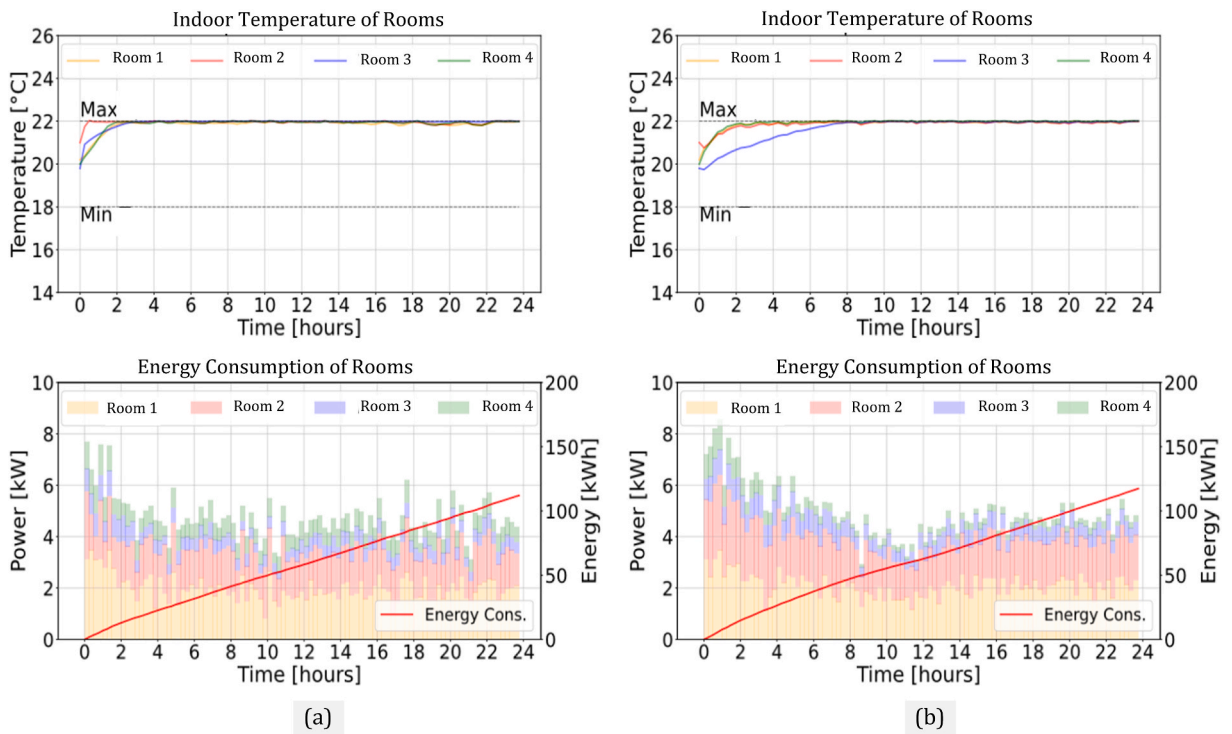 Indoor Temperature of Rooms
26
24
22
20
18
16
14
Temperature [°C]
Room 1 Room 2 Room 3 Room 4
Max
Min
0 2 4 6 8 10 12 14 16 18 20 22 24
Time [hours]
Indoor Temperature of Rooms
26
24
22
20
18
16
14
Temperature [°C]
Room 1 Room 2 Room 3 Room 4
Max
Min
0 2 4 6 8 10 12 14 16 18 20 22 24
Time [hours]
Energy Consumption of Rooms
10
8
6
4
2
0
Power [kW]
Room 1 Room 2 Room 3 Room 4
200
150
100
50
0
Energy [kWh]
Energy Cons.
0 2 4 6 8 10 12 14 16 18 20 22 24
Time [hours]
(a)
Energy Consumption of Rooms
10
8
6
4
2
0
Power [kW]
Room 1 Room 2 Room 3 Room 4
200
150
100
50
0
Energy [kWh]
Energy Cons.
0 2 4 6 8 10 12 14 16 18 20 22 24
Time [hours]
(b)